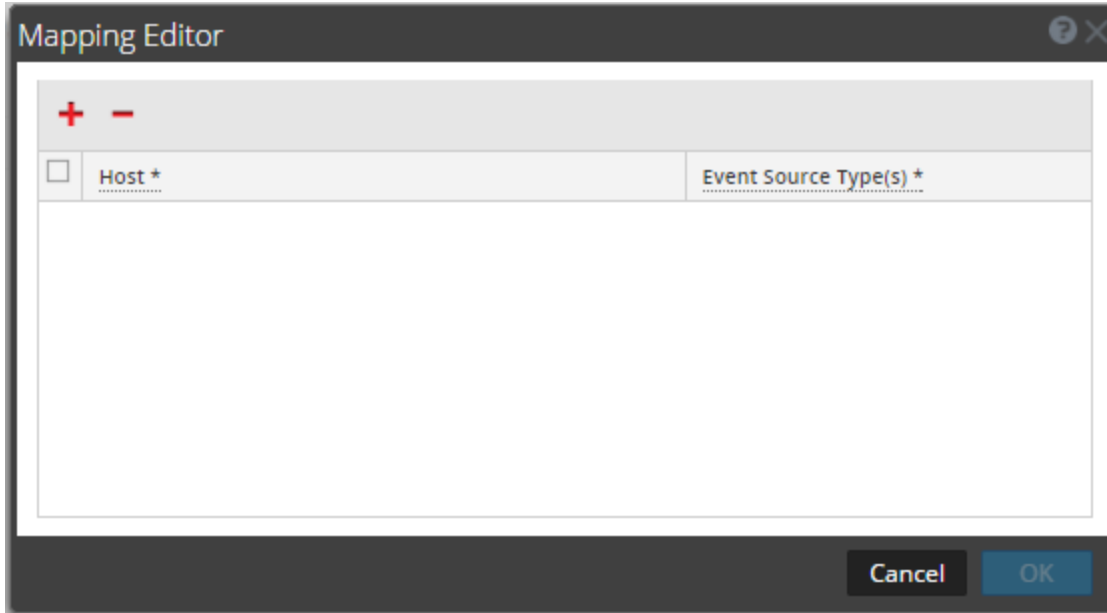 Mapping Editor
?
+ −
Host * Event Source Type(s) *
Cancel OK